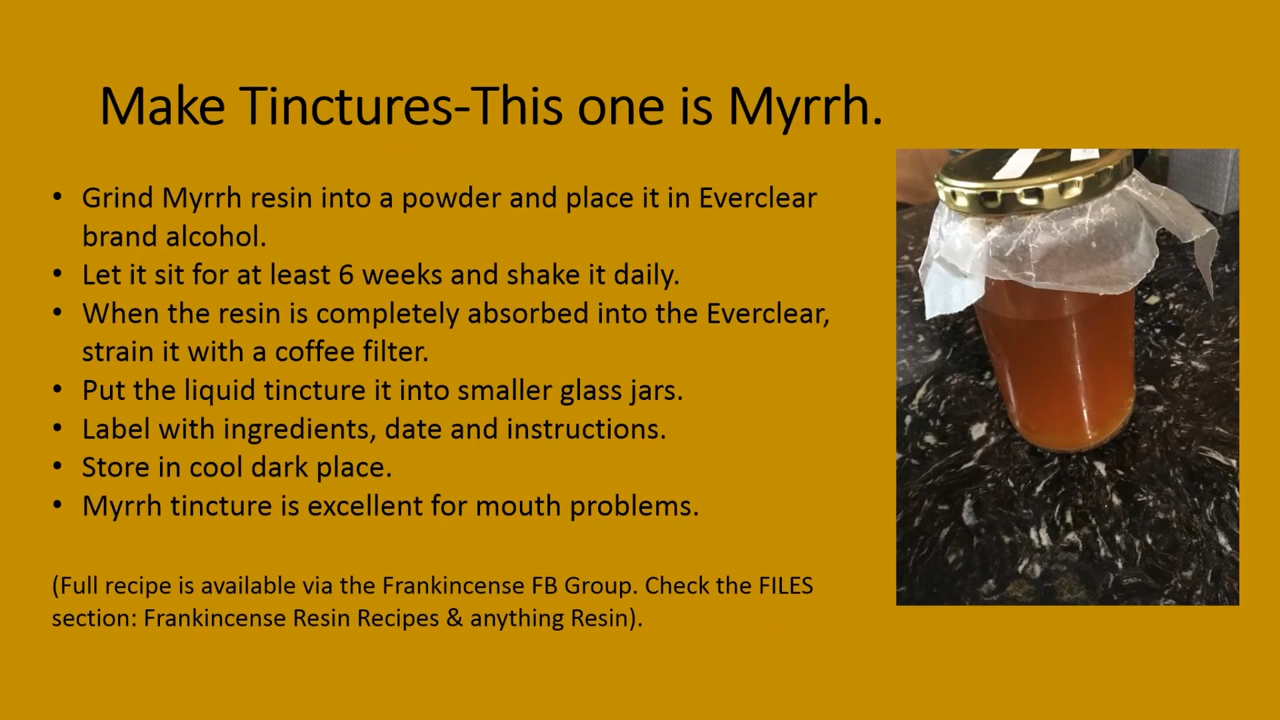 Make Tinctures-This one is Myrrh.
• Grind Myrrh resin into a powder and place it in Everclear
brand alcohol.
• Let it sit for at least 6 weeks and shake it daily.
• When the resin is completely absorbed into the Everclear,
strain it with a coffee filter.
• Put the liquid tincture it into smaller glass jars.
• Label with ingredients, date and instructions.
• Store in cool dark place.
• Myrrh tincture is excellent for mouth problems.
(Full recipe is available via the Frankincense FB Group. Check the FILES
section: Frankincense Resin Recipes & anything Resin).